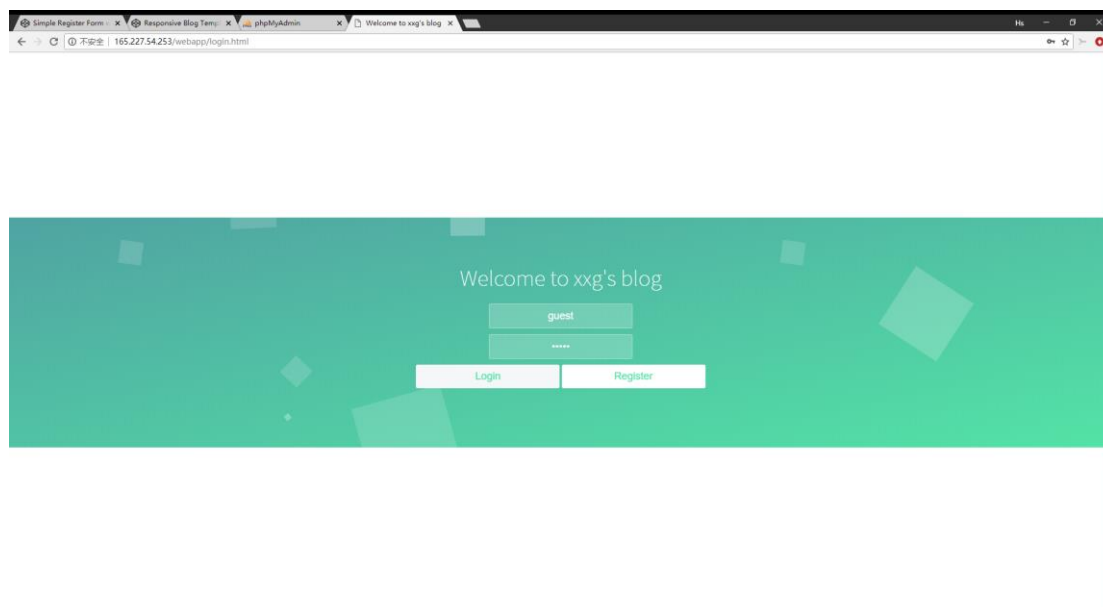 Simple Register Form - Responsive Blog Temp phpMyAdmin Welcome to xxg's blog Hs
不安全 | 165.227.54.253/webapp/login.html
Welcome to xxg's blog
guest
•••••
Login Register